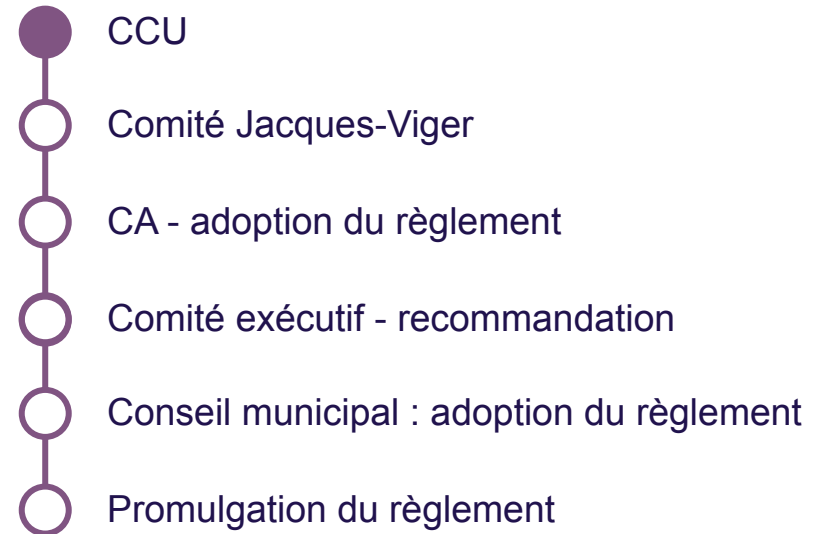 CCU
Comité Jacques-Viger
CA - adoption du règlement
Comité exécutif - recommandation
Conseil municipal : adoption du règlement
Promulgation du règlement